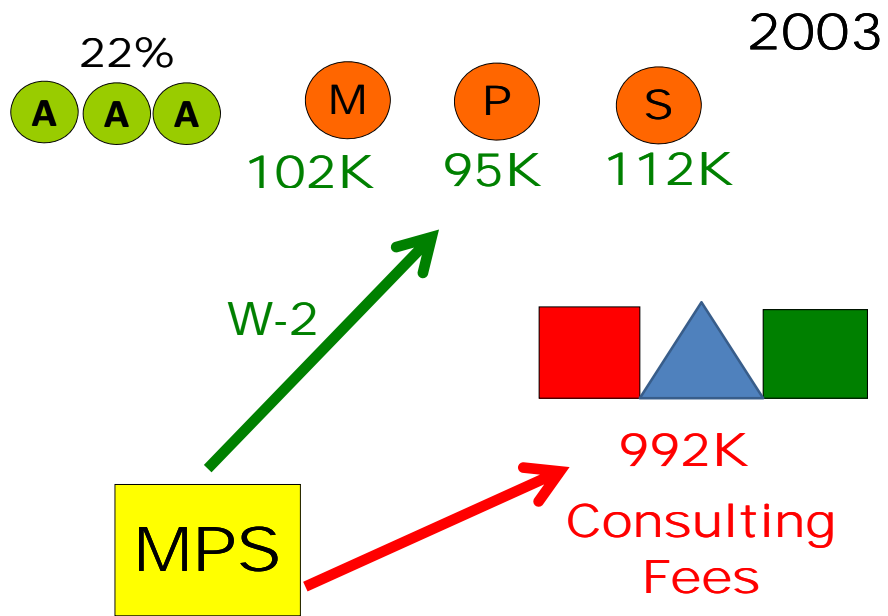 2003
22%
A A A M P S
102K 95K 112K
W-2
992K
Consulting
Fees
MPS